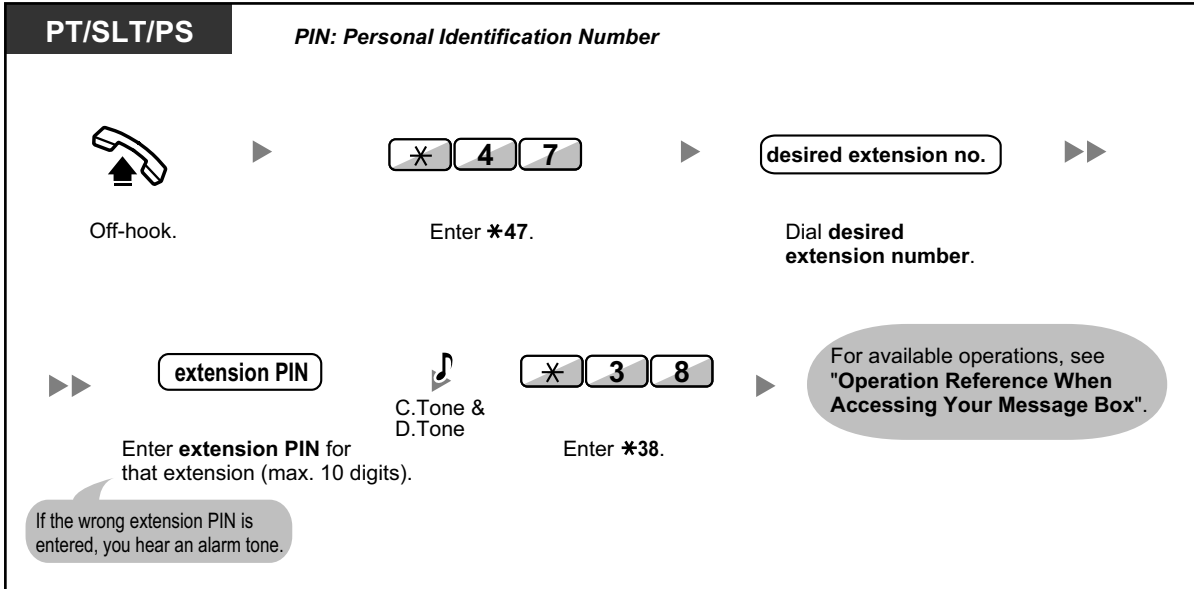 PT/SLT/PS
PIN: Personal Identification Number
* 4 7
desired extension no.
Off-hook.
Enter *47.
Dial desired
extension number.
extension PIN
C.Tone &
D.Tone
* 3 8
For available operations, see
"Operation Reference When
Accessing Your Message Box".
Enter extension PIN for
that extension (max. 10 digits).
Enter *38.
If the wrong extension PIN is
entered, you hear an alarm tone.